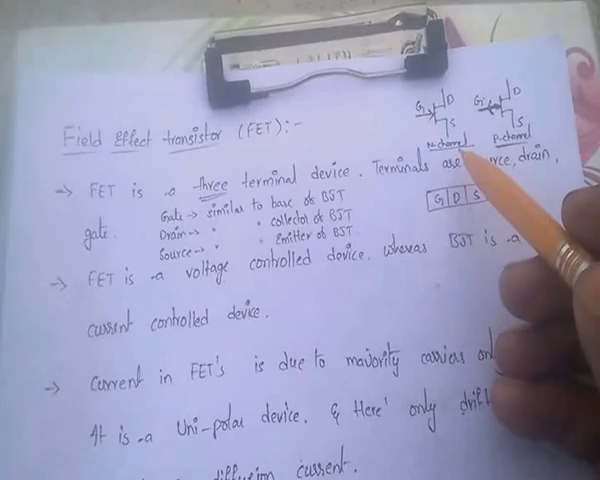 Field Effect transistor (FET):-
G D S
N-channel
G D S
P-channel
-> FET is a three terminal device. Terminals are drain,
gate.
Gate -> similar to base of BJT
Drain -> " collector of BJT
Source -> " Emitter of BJT.
G D S
-> FET is a voltage controlled device. whereas BJT is a
current controlled device.
-> Current in FET's is due to majority carriers
It is a Uni-polar device. & Here' only drift
diffusion current.